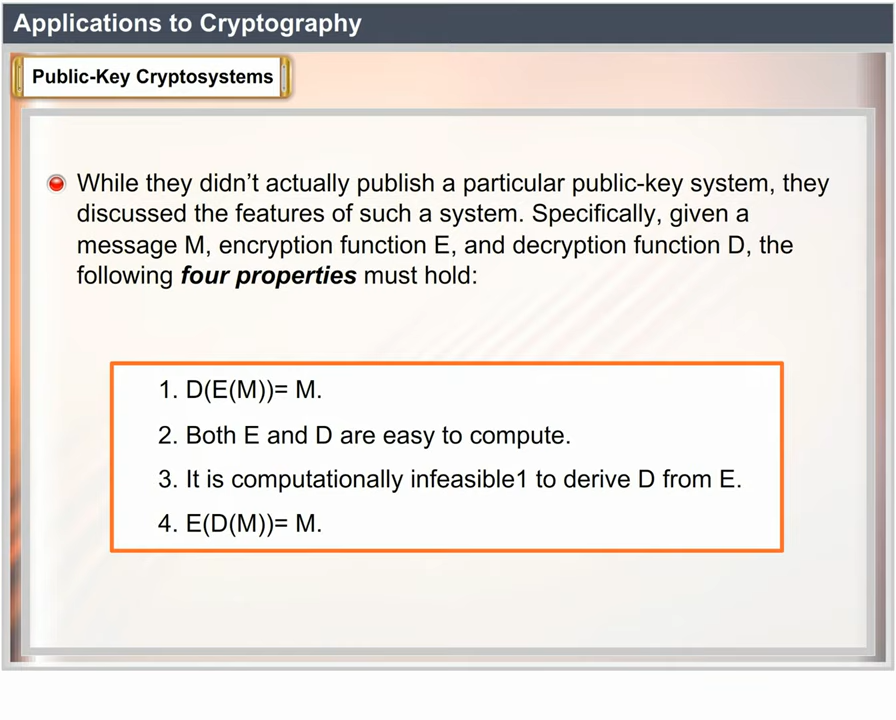 Applications to Cryptography
Public-Key Cryptosystems
While they didn’t actually publish a particular public-key system, they
discussed the features of such a system. Specifically, given a
message M, encryption function E, and decryption function D, the
following four properties must hold:
1. D(E(M))= M.
2. Both E and D are easy to compute.
3. It is computationally infeasible1 to derive D from E.
4. E(D(M))= M.